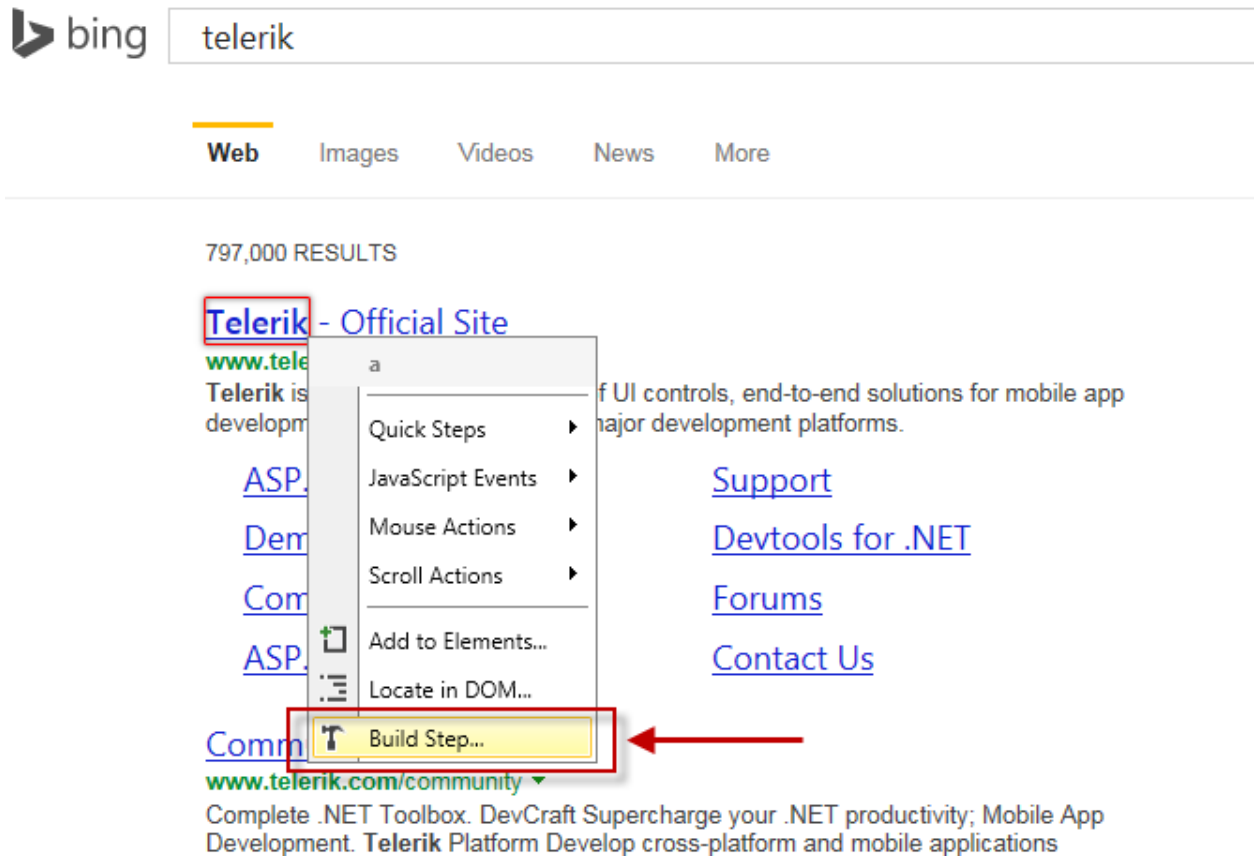 bing telerik
Web Images Videos News More
797,000 RESULTS
Telerik - Official Site
www.tele
Telerik is f UI controls, end-to-end solutions for mobile app
developm ajor development platforms.
a
Quick Steps
JavaScript Events
Mouse Actions
Scroll Actions
Add to Elements...
Locate in DOM...
Build Step...
ASP. Support
Dem Devtools for .NET
Com Forums
ASP. Contact Us
Comm
www.telerik.com/community
Complete .NET Toolbox. DevCraft Supercharge your .NET productivity; Mobile App
Development. Telerik Platform Develop cross-platform and mobile applications